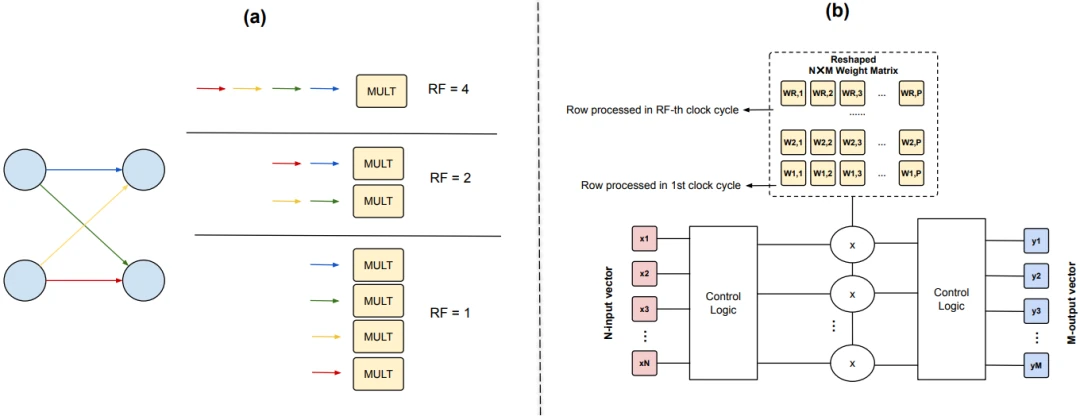 (a)
MULT
RF = 4
MULT
RF = 2
MULT
MULT
MULT
RF = 1
MULT
MULT
(b)
Reshaped
N×M Weight Matrix
WR,1 WR,2 WR,3 ... WR,P
Row processed in RF-th clock cycle
......
W2,1 W2,2 W2,3 ... W2,P
Row processed in 1st clock cycle
W1,1 W1,2 W1,3 ... W1,P
N-input vector
x1
x2
x3
...
xN
Control
Logic
x
x
...
x
Control
Logic
y1
y2
y3
...
yM
M-output vector